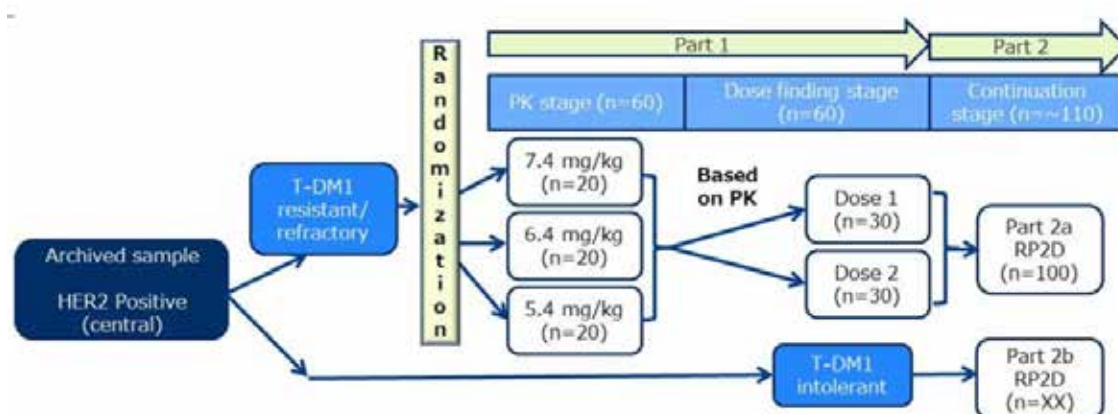 Part 1
Part 2
PK stage (n=60)
Dose finding stage
(n=60)
Continuation
stage (n=~110)
Randomization
7.4 mg/kg
(n=20)
6.4 mg/kg
(n=20)
5.4 mg/kg
(n=20)
T-DM1
resistant/
refractory
Archived sample
HER2 Positive
(central)
Based
on PK
Dose 1
(n=30)
Dose 2
(n=30)
Part 2a
RP2D
(n=100)
T-DM1
intolerant
Part 2b
RP2D
(n=XX)